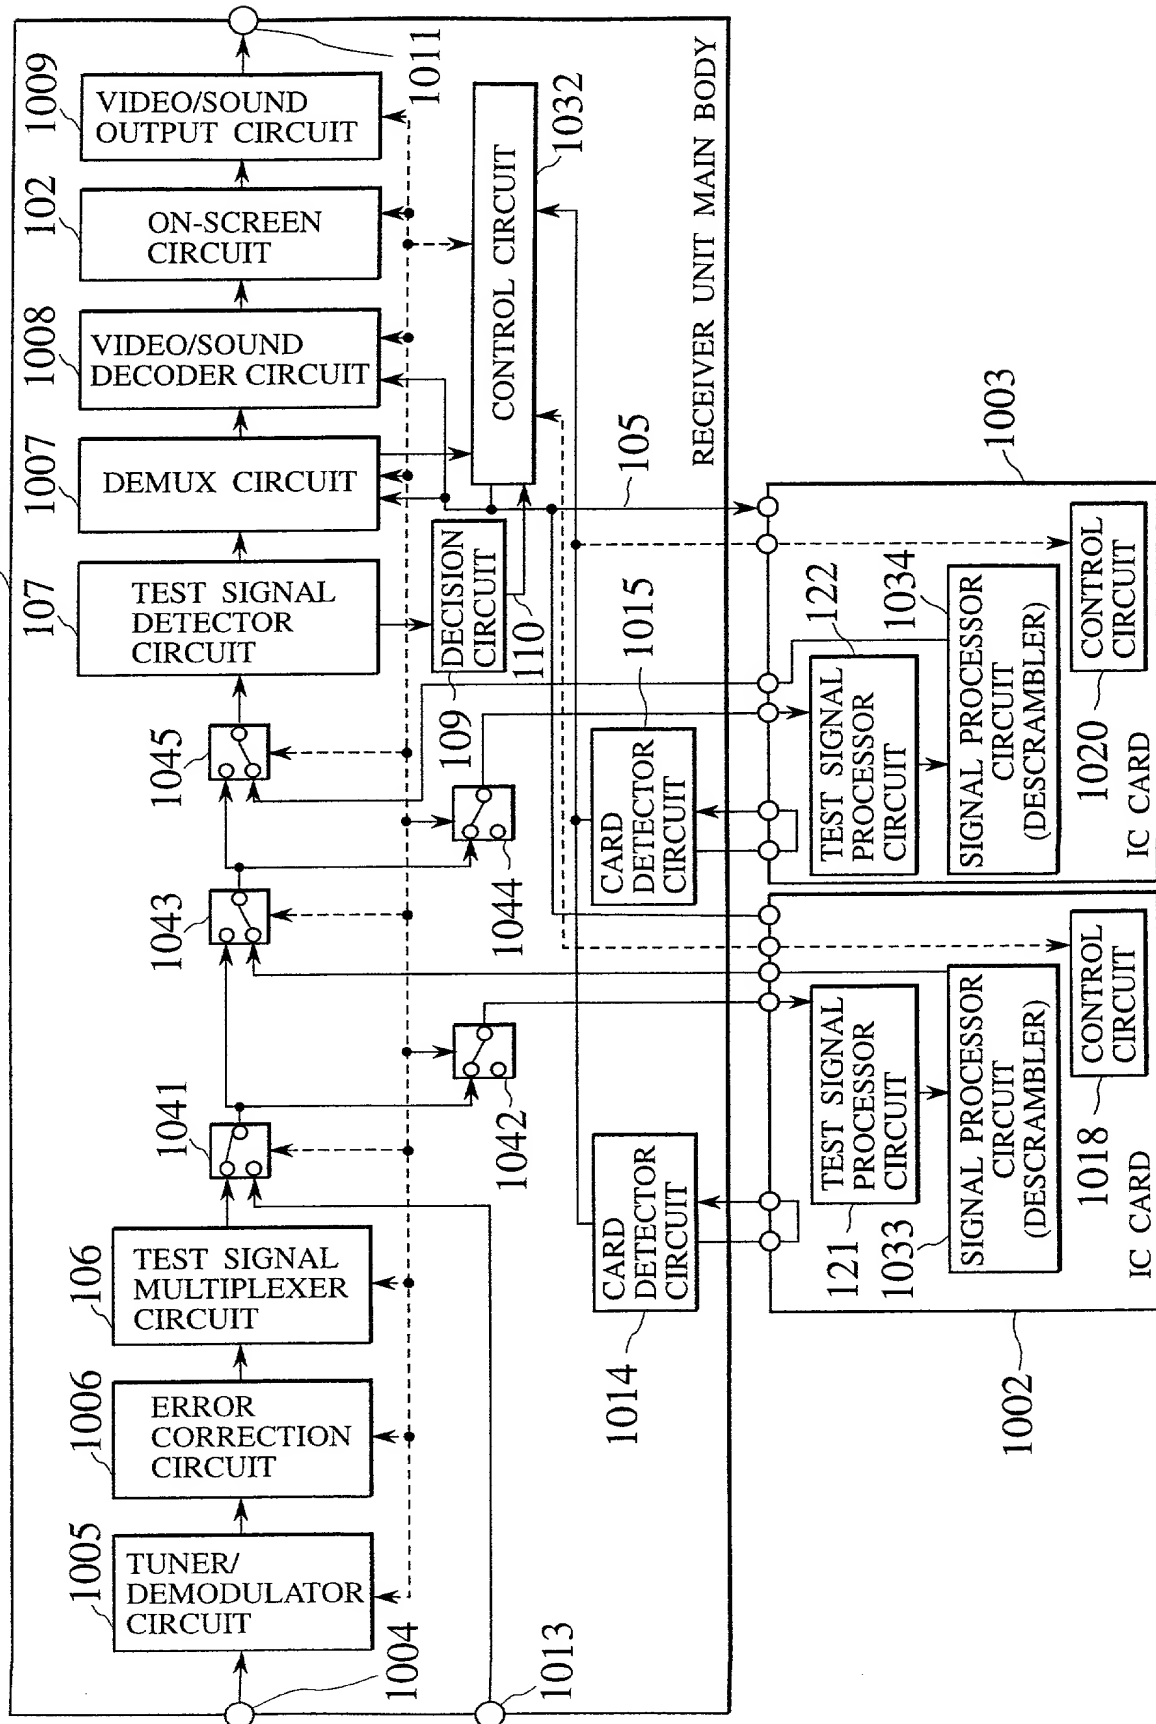 1004
1005
TUNER/
DEMODULATOR
CIRCUIT
1006
ERROR
CORRECTION
CIRCUIT
106
TEST SIGNAL
MULTIPLEXER
CIRCUIT
1041
1043
1045
107
TEST SIGNAL
DETECTOR
CIRCUIT
1007
DEMUX CIRCUIT
1008
VIDEO/SOUND
DECODER CIRCUIT
102
ON-SCREEN
CIRCUIT
1009
VIDEO/SOUND
OUTPUT CIRCUIT
1011
1013
1042
1044
109
DECISION
CIRCUIT
110
CONTROL CIRCUIT
1032
1014
CARD
DETECTOR
CIRCUIT
CARD
DETECTOR
CIRCUIT
1015
105
RECEIVER UNIT MAIN BODY
1002
121
TEST SIGNAL
PROCESSOR
CIRCUIT
1033
SIGNAL PROCESSOR
CIRCUIT
(DESCRAMBLER)
1018
CONTROL
CIRCUIT
IC CARD
1003
122
TEST SIGNAL
PROCESSOR
CIRCUIT
1034
SIGNAL PROCESSOR
CIRCUIT
(DESCRAMBLER)
1020
CONTROL
CIRCUIT
IC CARD